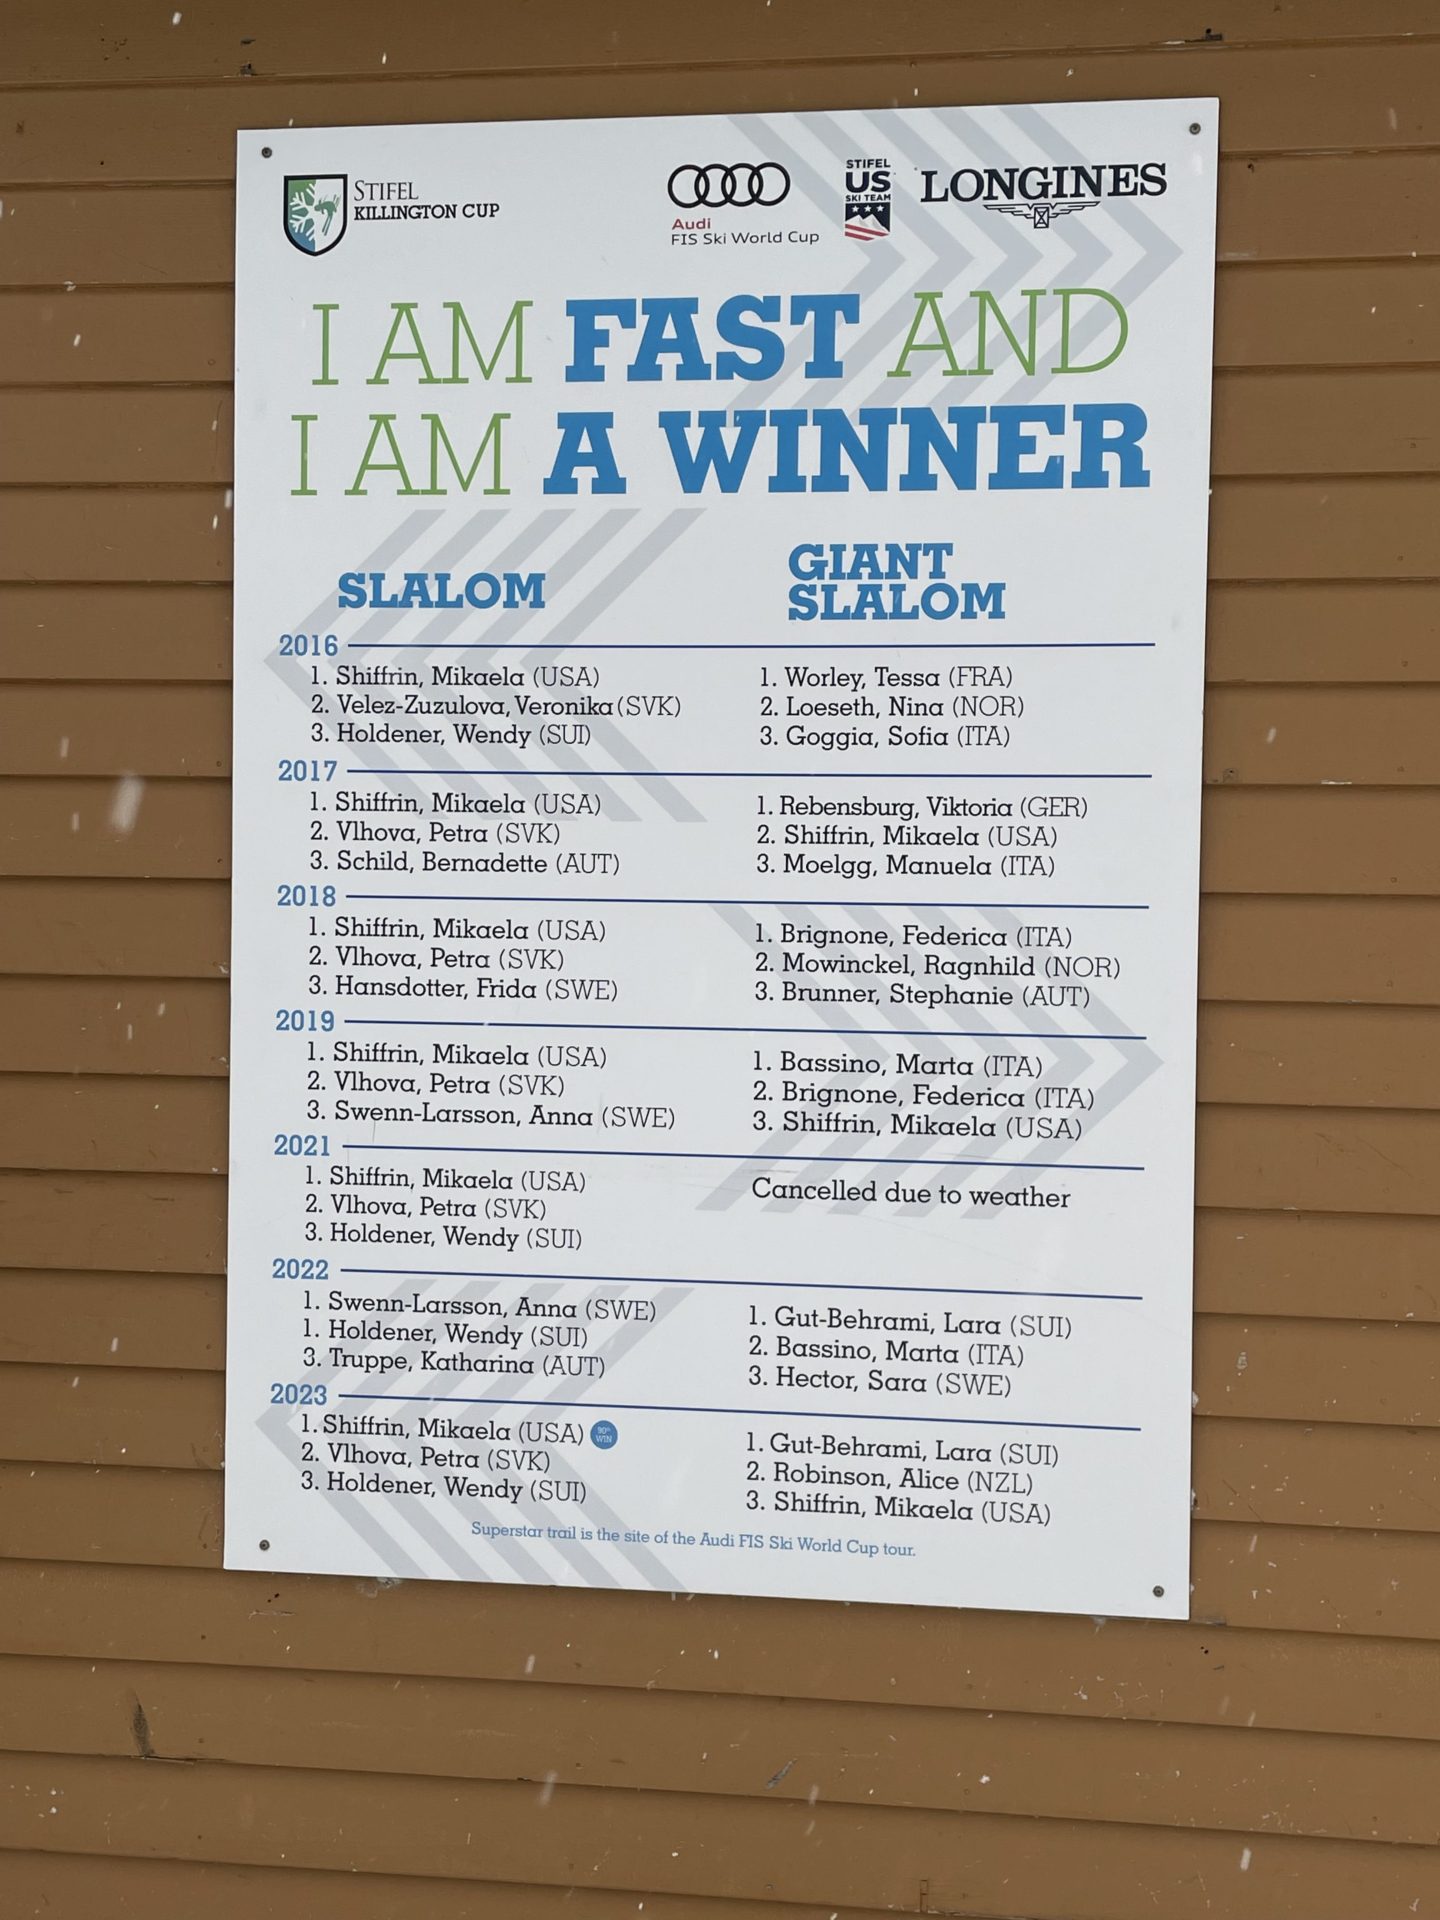 STIFEL
KILLINGTON CUP
Audi
FIS Ski World Cup
STIFEL
US
SKI TEAM
LONGINES
I AM FAST AND
I AM A WINNER
SLALOM
GIANT
SLALOM
2016
1. Shiffrin, Mikaela (USA)
2. Velez-Zuzulova, Veronika (SVK)
3. Holdener, Wendy (SUI)
1. Worley, Tessa (FRA)
2. Loeseth, Nina (NOR)
3. Goggia, Sofia (ITA)
2017
1. Shiffrin, Mikaela (USA)
2. Vlhova, Petra (SVK)
3. Schild, Bernadette (AUT)
1. Rebensburg, Viktoria (GER)
2. Shiffrin, Mikaela (USA)
3. Moelgg, Manuela (ITA)
2018
1. Shiffrin, Mikaela (USA)
2. Vlhova, Petra (SVK)
3. Hansdotter, Frida (SWE)
1. Brignone, Federica (ITA)
2. Mowinckel, Ragnhild (NOR)
3. Brunner, Stephanie (AUT)
2019
1. Shiffrin, Mikaela (USA)
2. Vlhova, Petra (SVK)
3. Swenn-Larsson, Anna (SWE)
1. Bassino, Marta (ITA)
2. Brignone, Federica (ITA)
3. Shiffrin, Mikaela (USA)
2021
1. Shiffrin, Mikaela (USA)
2. Vlhova, Petra (SVK)
3. Holdener, Wendy (SUI)
Cancelled due to weather
2022
1. Swenn-Larsson, Anna (SWE)
1. Holdener, Wendy (SUI)
3. Truppe, Katharina (AUT)
1. Gut-Behrami, Lara (SUI)
2. Bassino, Marta (ITA)
3. Hector, Sara (SWE)
2023
1. Shiffrin, Mikaela (USA)
90th
WIN
2. Vlhova, Petra (SVK)
3. Holdener, Wendy (SUI)
1. Gut-Behrami, Lara (SUI)
2. Robinson, Alice (NZL)
3. Shiffrin, Mikaela (USA)
Superstar trail is the site of the Audi FIS Ski World Cup tour.